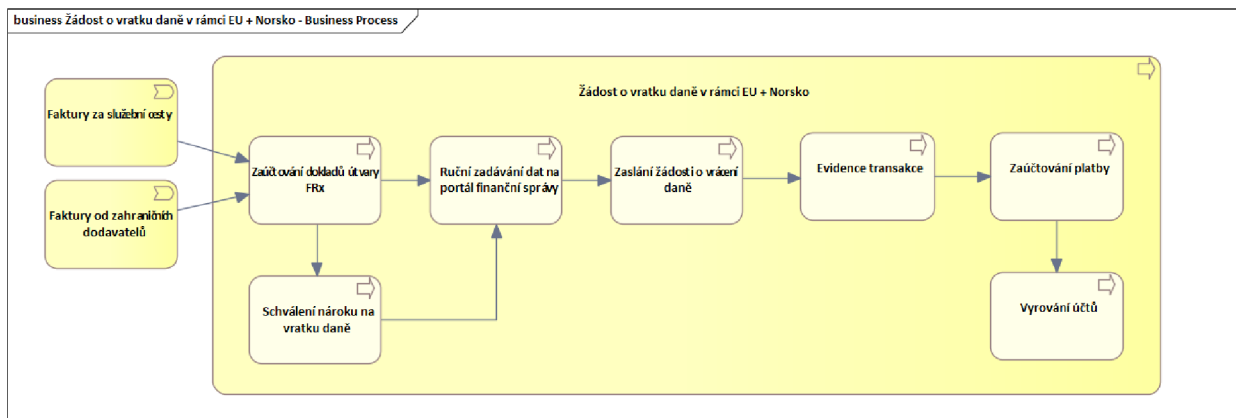 business Žádost o vratku daně v rámci EU + Norsko - Business Process
Žádost o vratku daně v rámci EU + Norsko
Faktury za služební cesty
Faktury od zahraničních
dodavatelů
Zaúčtování dokladů útvary
FRx
Ruční zadávání dat na
portál finanční správy
Zaslání žádosti o vrácení
daně
Evidence transakce
Zaúčtování platby
Schválení nároku na
vratku daně
Vyrování účtů